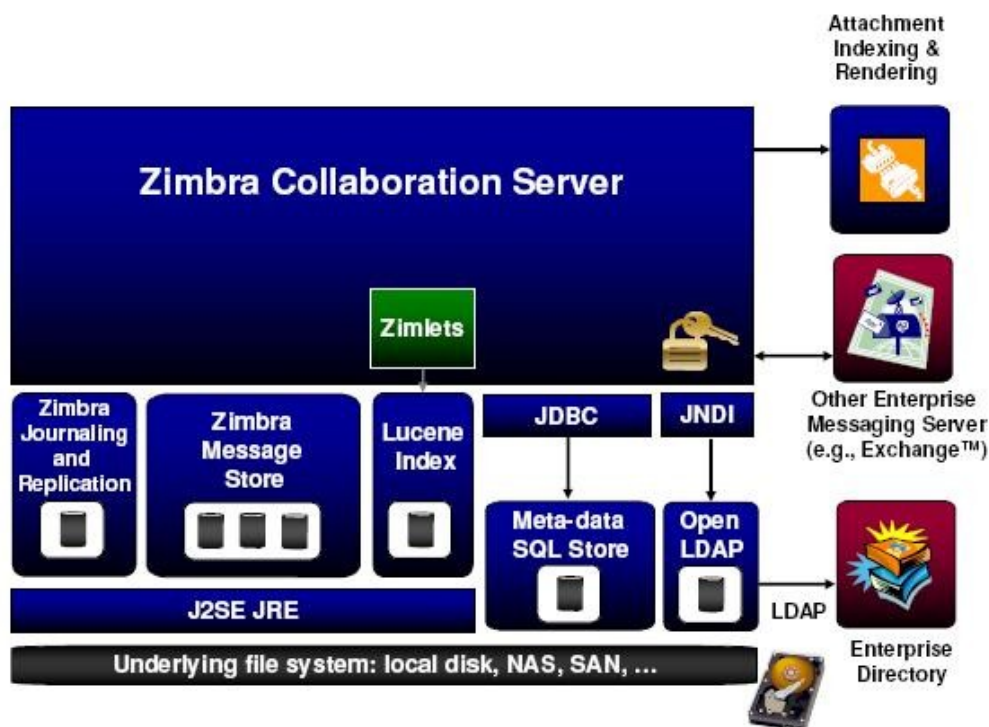 Attachment
Indexing &
Rendering
Zimbra Collaboration Server
Zimlets
Zimbra
Journaling
and
Replication
Zimbra
Message
Store
Lucene
Index
JDBC
JNDI
Other Enterprise
Messaging Server
(e.g., Exchange™)
Meta-data
SQL Store
Open
LDAP
LDAP
J2SE JRE
Enterprise
Directory
Underlying file system: local disk, NAS, SAN, …